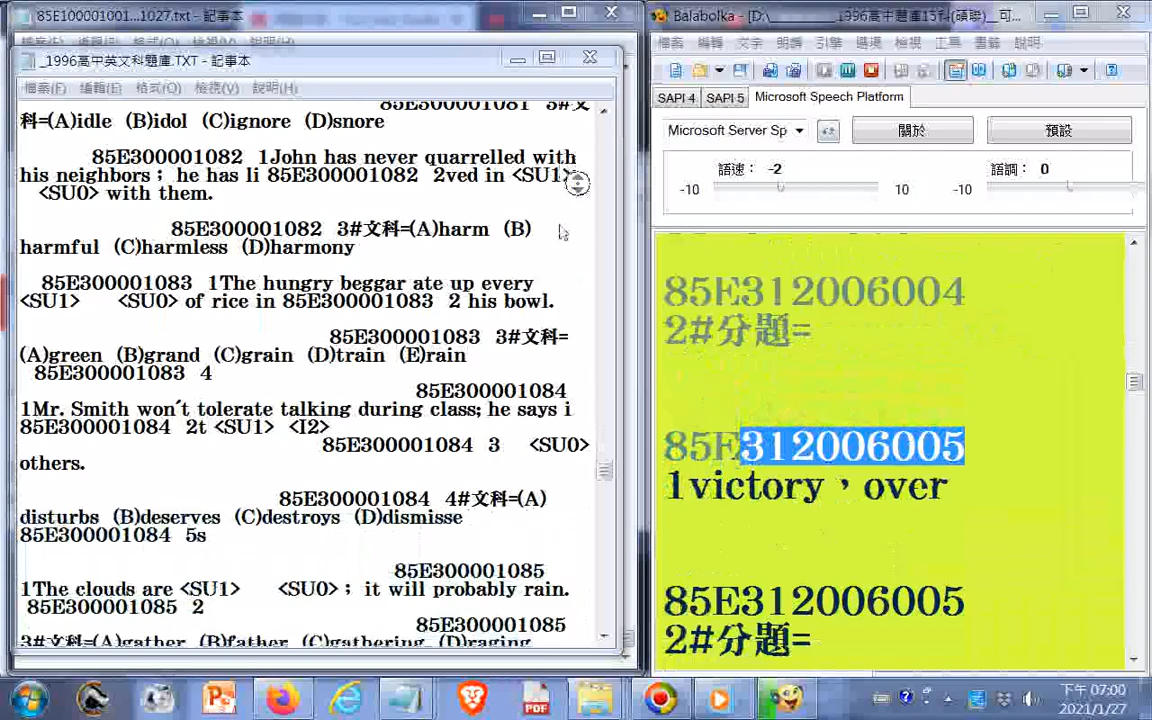 85E100001001...1027.txt - 記事本
_1996高中英文科題庫.TXT - 記事本
檔案(F) 編輯(E) 格式(O) 檢視(V) 說明(H)
85E300001081 3#文
科=(A)idle (B)idol (C)ignore (D)snore
85E300001082 1John has never quarrelled with
his neighbors； he has li 85E300001082 2ved in <SU1>
<SU0> with them.
85E300001082 3#文科=(A)harm (B)
harmful (C)harmless (D)harmony
85E300001083 1The hungry beggar ate up every
<SU1> <SU0> of rice in 85E300001083 2 his bowl.
85E300001083 3#文科=
(A)green (B)grand (C)grain (D)train (E)rain
85E300001083 4
85E300001084
1Mr. Smith won't tolerate talking during class; he says i
85E300001084 2t <SU1> <I2>
85E300001084 3 <SU0>
others.
85E300001084 4#文科=(A)
disturbs (B)deserves (C)destroys (D)dismisse
85E300001084 5s
85E300001085
1The clouds are <SU1> <SU0>； it will probably rain.
85E300001085 2
85E300001085
3#文科=(A)gather (B)father (C)gathering (D)raging
Balabolka - [D:\_1996高中題庫15科(碩聯)_可...
檔案 編輯 文字 朗讀 引擎 選項 檢視 工具 書籤 說明
SAPI 4 SAPI 5 Microsoft Speech Platform
Microsoft Server Sp 關於 預設
語速： -2 語調： 0
-10 10 -10
85E312006004
2#分題=
85E312006005
1victory，over
85E312006005
2#分題=
PDF
下午 07:00
2021/1/27